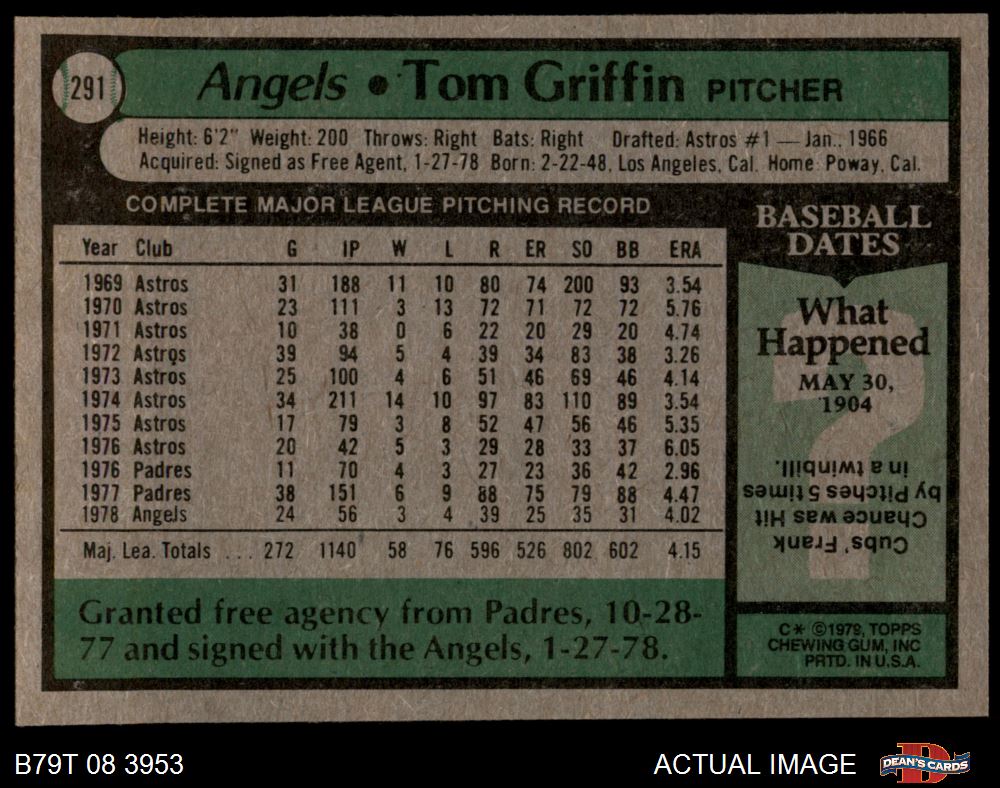 291
Angels • Tom Griffin PITCHER
Height: 6'2" Weight: 200 Throws: Right Bats: Right Drafted: Astros #1 — Jan., 1966
Acquired: Signed as Free Agent, 1-27-78 Born: 2-22-48, Los Angeles, Cal. Home: Poway, Cal.
COMPLETE MAJOR LEAGUE PITCHING RECORD
Year Club G IP W L R ER SO BB ERA
1969 Astros 31 188 11 10 80 74 200 93 3.54
1970 Astros 23 111 3 13 72 71 72 72 5.76
1971 Astros 10 38 0 6 22 20 29 20 4.74
1972 Astros 39 94 5 4 39 34 83 38 3.26
1973 Astros 25 100 4 6 51 46 69 46 4.14
1974 Astros 34 211 14 10 97 83 110 89 3.54
1975 Astros 17 79 3 8 52 47 56 46 5.35
1976 Astros 20 42 5 3 29 28 33 37 6.05
1976 Padres 11 70 4 3 27 23 36 42 2.96
1977 Padres 38 151 6 9 88 75 79 88 4.47
1978 Angels 24 56 3 4 39 25 35 31 4.02
Maj. Lea. Totals ... 272 1140 58 76 596 526 802 602 4.15
Granted free agency from Padres, 10-28-
77 and signed with the Angels, 1-27-78.
BASEBALL
DATES
What
Happened
MAY 30,
1904
?
Cubs' Frank
Chance was Hit
by Pitches 5 times
in a twinbill.
C* ©1979, TOPPS
CHEWING GUM, INC
PRTD. IN U.S.A.
B79T 08 3953
ACTUAL IMAGE
D
DEAN'S CARDS